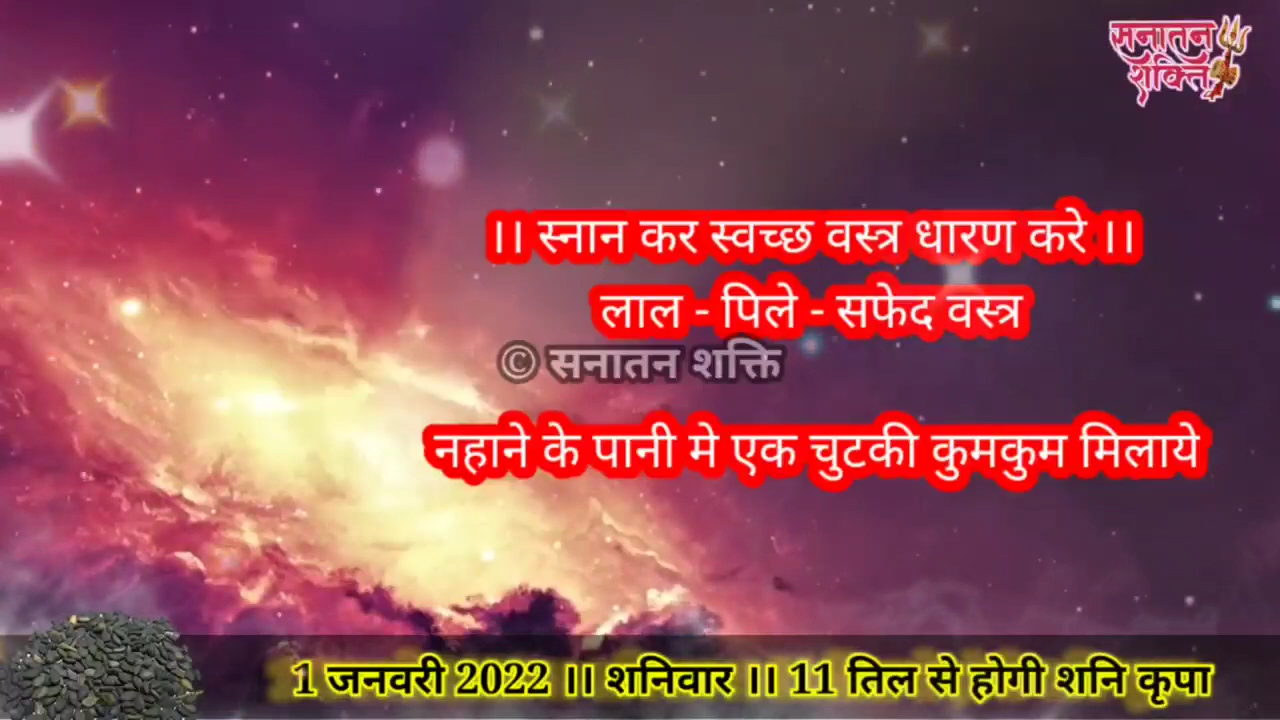 सनातन
शक्ति
।। स्नान कर स्वच्छ वस्त्र धारण करे ।।
लाल - पिले - सफेद वस्त्र
© सनातन शक्ति
नहाने के पानी मे एक चुटकी कुमकुम मिलाये
1 जनवरी 2022 ।। शनिवार ।। 11 तिल से होगी शनि कृपा